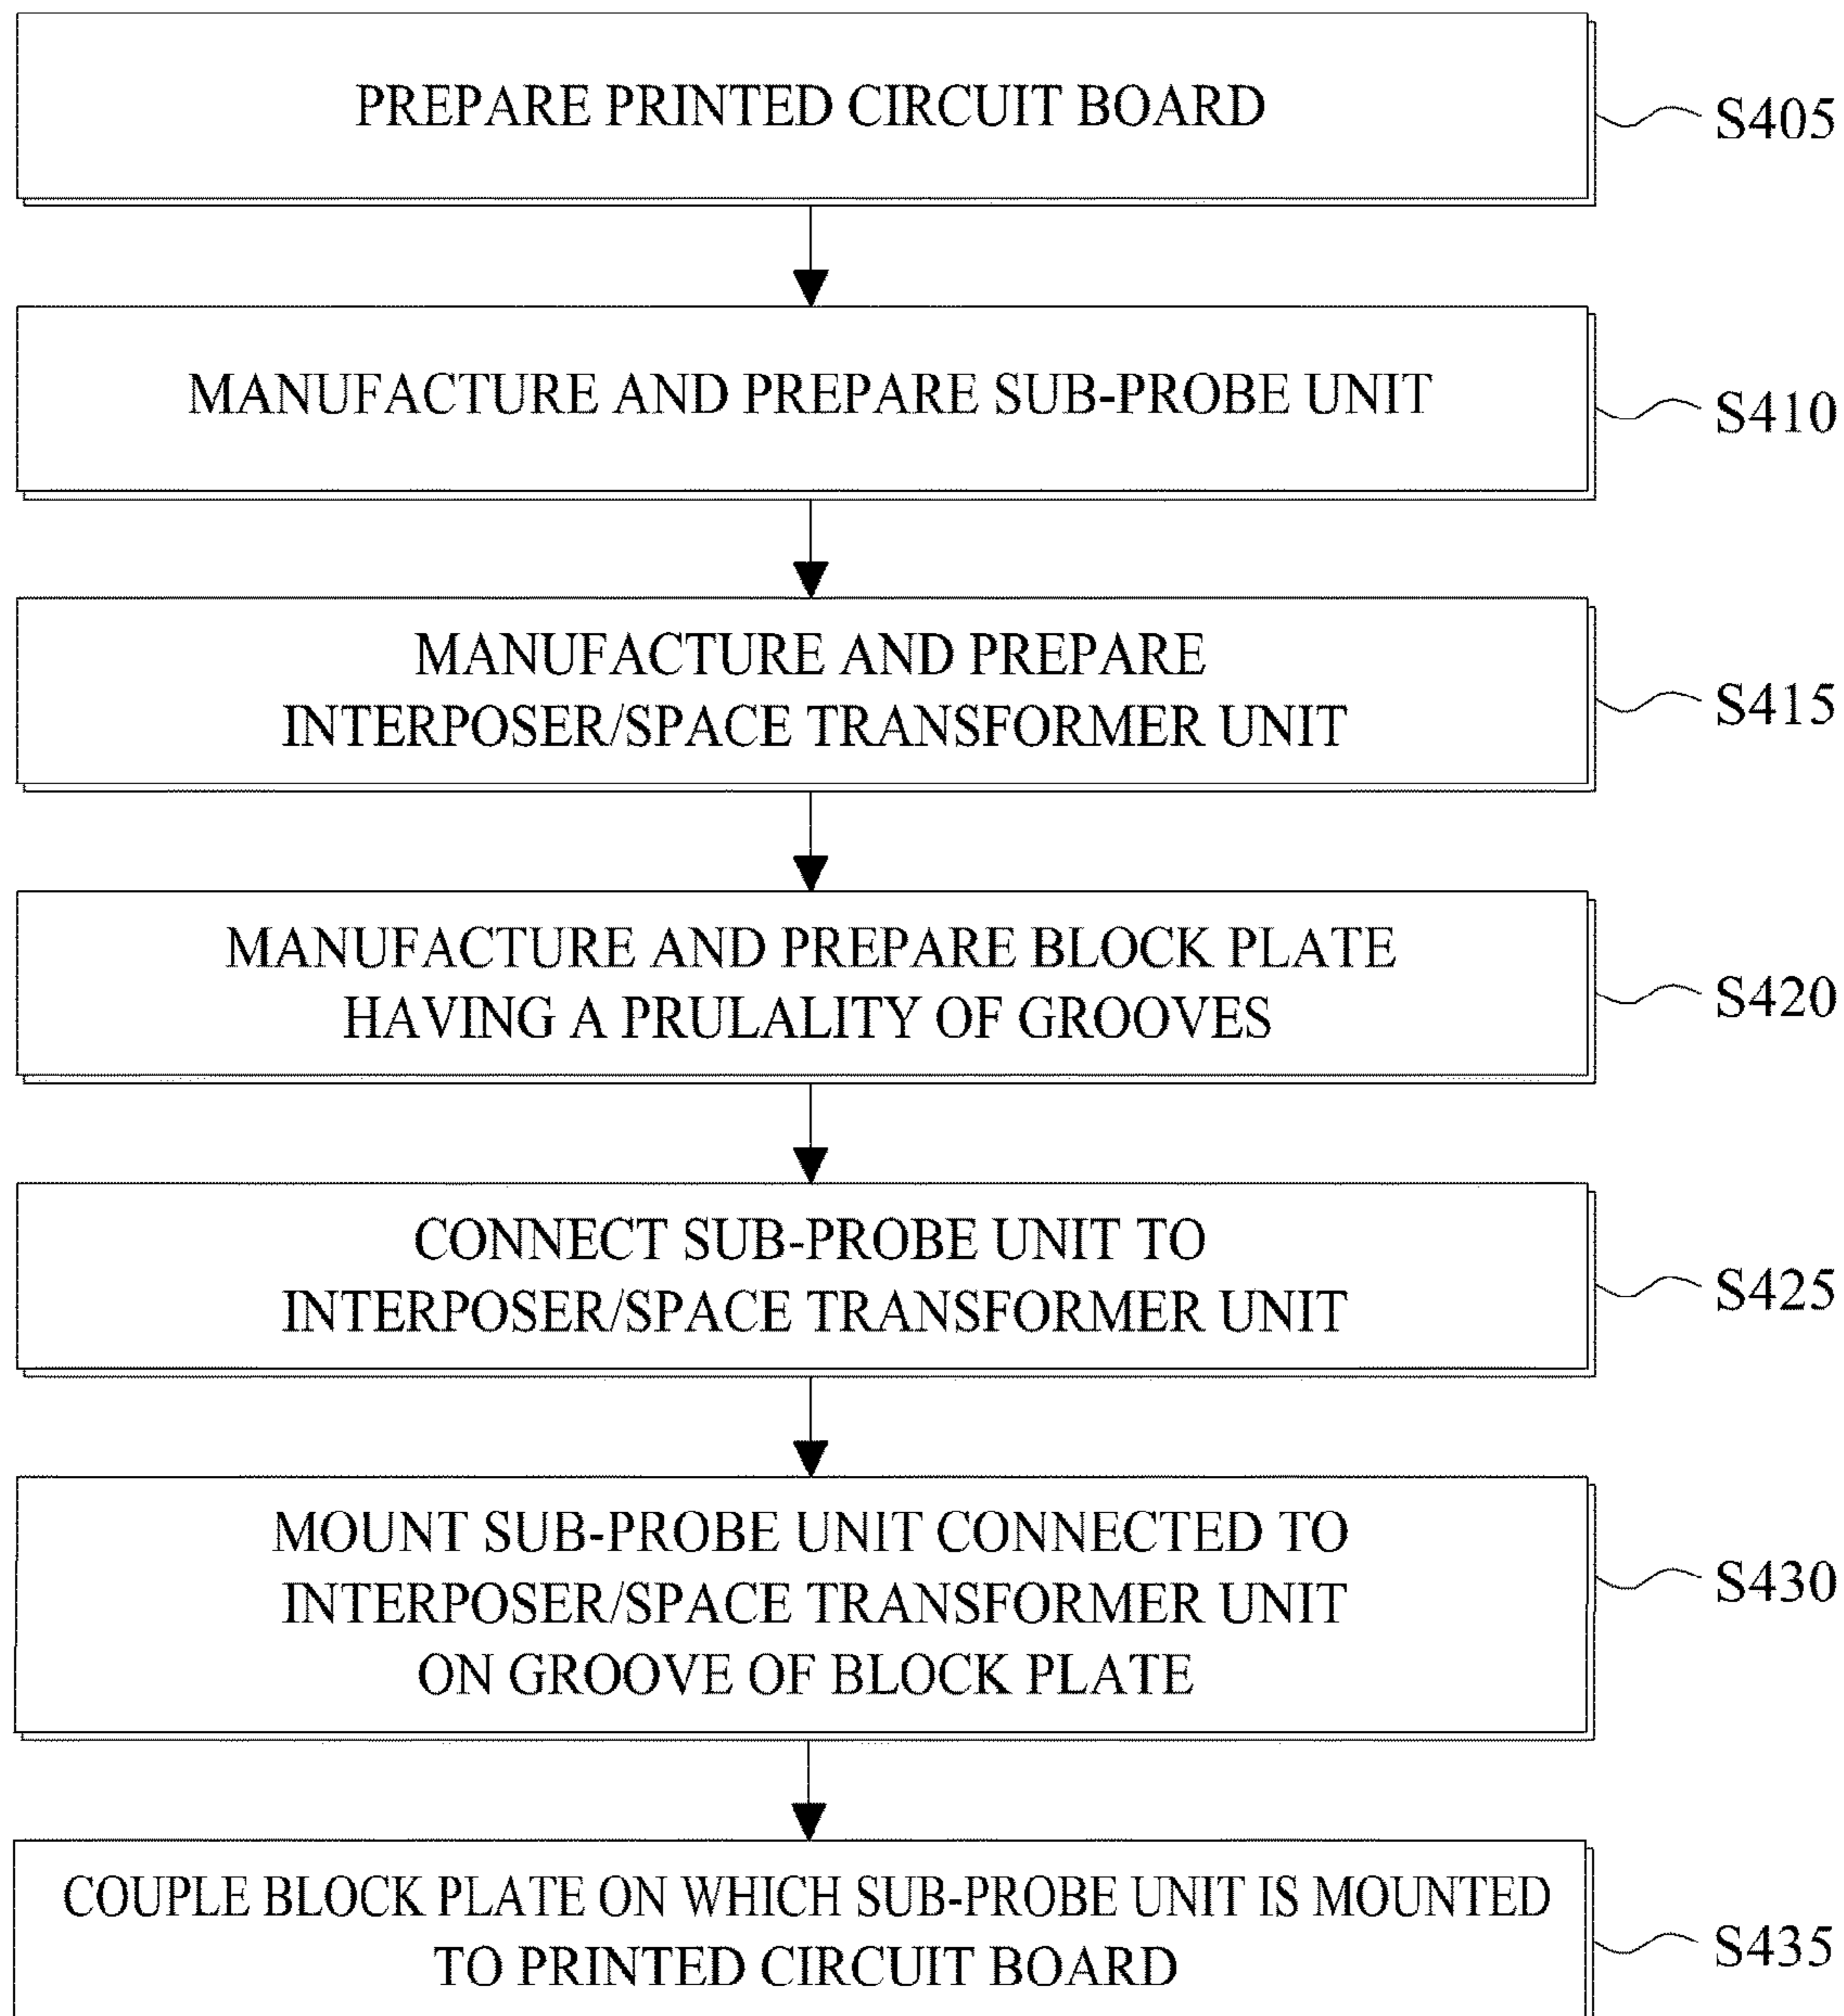 PREPARE PRINTED CIRCUIT BOARD
S405
MANUFACTURE AND PREPARE SUB-PROBE UNIT
S410
MANUFACTURE AND PREPARE
INTERPOSER/SPACE TRANSFORMER UNIT
S415
MANUFACTURE AND PREPARE BLOCK PLATE
HAVING A PRULALITY OF GROOVES
S420
CONNECT SUB-PROBE UNIT TO
INTERPOSER/SPACE TRANSFORMER UNIT
S425
MOUNT SUB-PROBE UNIT CONNECTED TO
INTERPOSER/SPACE TRANSFORMER UNIT
ON GROOVE OF BLOCK PLATE
S430
COUPLE BLOCK PLATE ON WHICH SUB-PROBE UNIT IS MOUNTED
TO PRINTED CIRCUIT BOARD
S435